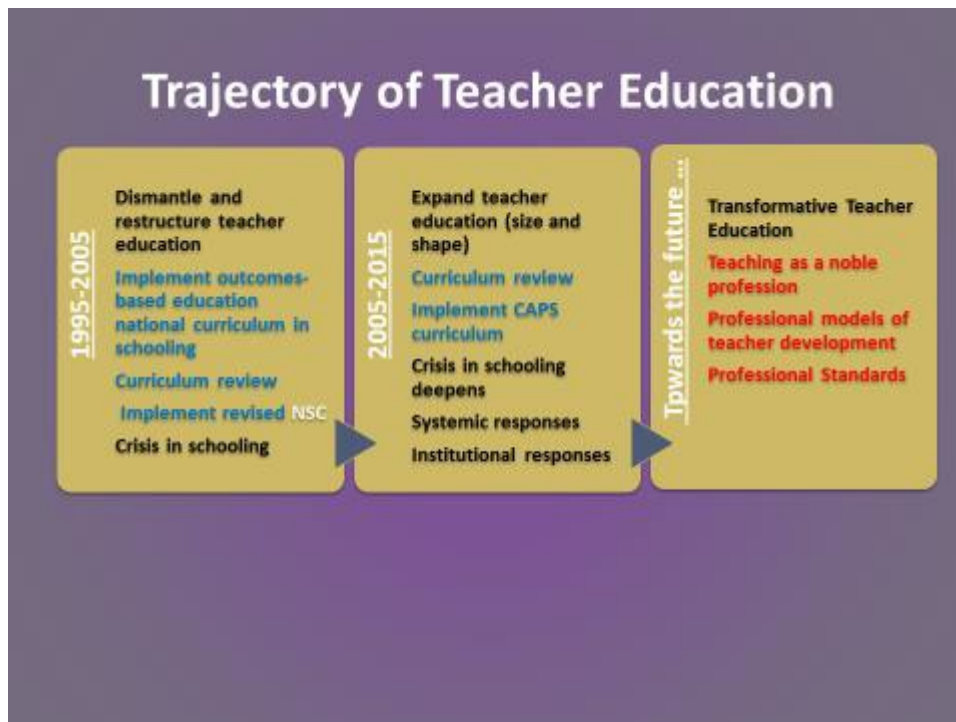 Trajectory of Teacher Education
1995-2005
Dismantle and
restructure teacher
education
Implement outcomes-
based education
national curriculum in
schooling
Curriculum review
Implement revised NSC
Crisis in schooling
2005-2015
Expand teacher
education (size and
shape)
Curriculum review
Implement CAPS
curriculum
Crisis in schooling
deepens
Systemic responses
Institutional responses
Tpwards the future ...
Transformative Teacher
Education
Teaching as a noble
profession
Professional models of
teacher development
Professional Standards